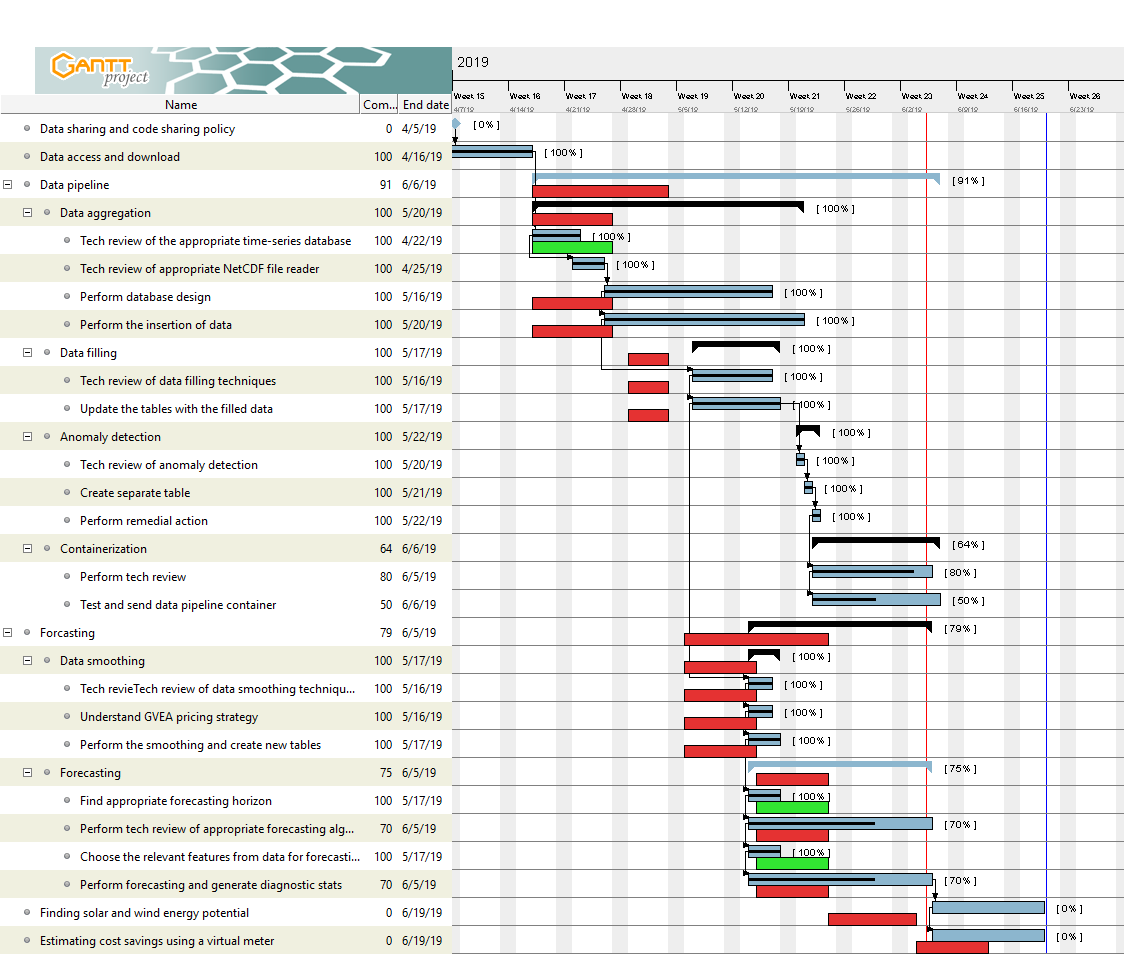 2019
GANTT
project
Name Com... End date
Week 15 Week 16 Week 17 Week 18 Week 19 Week 20 Week 21 Week 22 Week 23 Week 24 Week 25 Week 26
4/7/19 4/14/19 4/21/19 4/28/19 5/5/19 5/12/19 5/19/19 5/26/19 6/2/19 6/9/19 6/16/19 6/23/19
Data sharing and code sharing policy 0 4/5/19 [ 0% ]
Data access and download 100 4/16/19 [ 100% ]
Data pipeline 91 6/6/19 [ 91% ]
Data aggregation 100 5/20/19 [ 100% ]
Tech review of the appropriate time-series database 100 4/22/19 [ 100% ]
Tech review of appropriate NetCDF file reader 100 4/25/19 [ 100% ]
Perform database design 100 5/16/19 [ 100% ]
Perform the insertion of data 100 5/20/19 [ 100% ]
Data filling 100 5/17/19 [ 100% ]
Tech review of data filling techniques 100 5/16/19 [ 100% ]
Update the tables with the filled data 100 5/17/19 [ 100% ]
Anomaly detection 100 5/22/19 [ 100% ]
Tech review of anomaly detection 100 5/20/19 [ 100% ]
Create separate table 100 5/21/19 [ 100% ]
Perform remedial action 100 5/22/19 [ 100% ]
Containerization 64 6/6/19 [ 64% ]
Perform tech review 80 6/5/19 [ 80% ]
Test and send data pipeline container 50 6/6/19 [ 50% ]
Forcasting 79 6/5/19 [ 79% ]
Data smoothing 100 5/17/19 [ 100% ]
Tech revieTech review of data smoothing techniqu... 100 5/16/19 [ 100% ]
Understand GVEA pricing strategy 100 5/16/19 [ 100% ]
Perform the smoothing and create new tables 100 5/17/19 [ 100% ]
Forecasting 75 6/5/19 [ 75% ]
Find appropriate forecasting horizon 100 5/17/19 [ 100% ]
Perform tech review of appropriate forecasting alg... 70 6/5/19 [ 70% ]
Choose the relevant features from data for forecasti... 100 5/17/19 [ 100% ]
Perform forecasting and generate diagnostic stats 70 6/5/19 [ 70% ]
Finding solar and wind energy potential 0 6/19/19 [ 0% ]
Estimating cost savings using a virtual meter 0 6/19/19 [ 0% ]